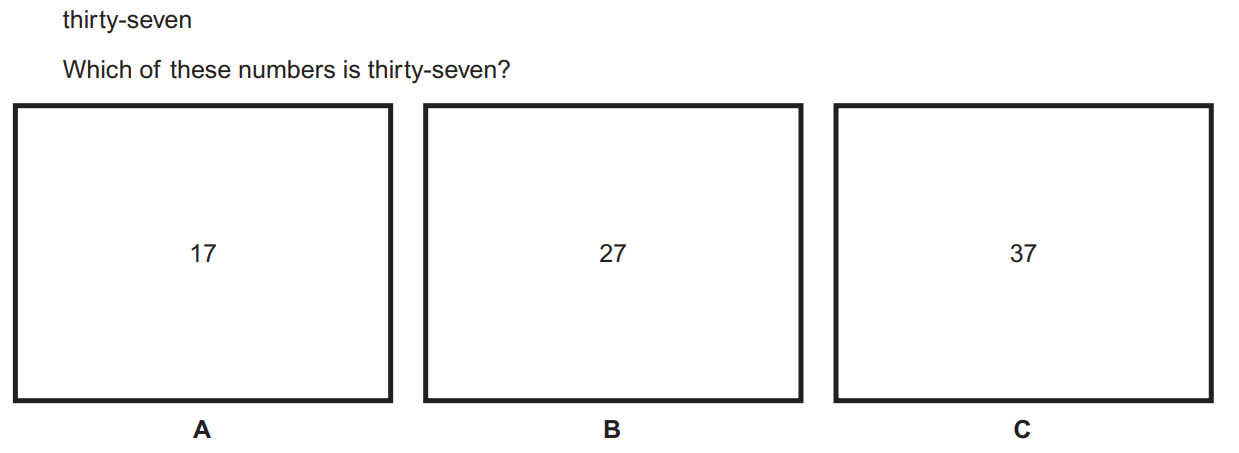 thirty-seven
Which of these numbers is thirty-seven?
17 27 37
A B C